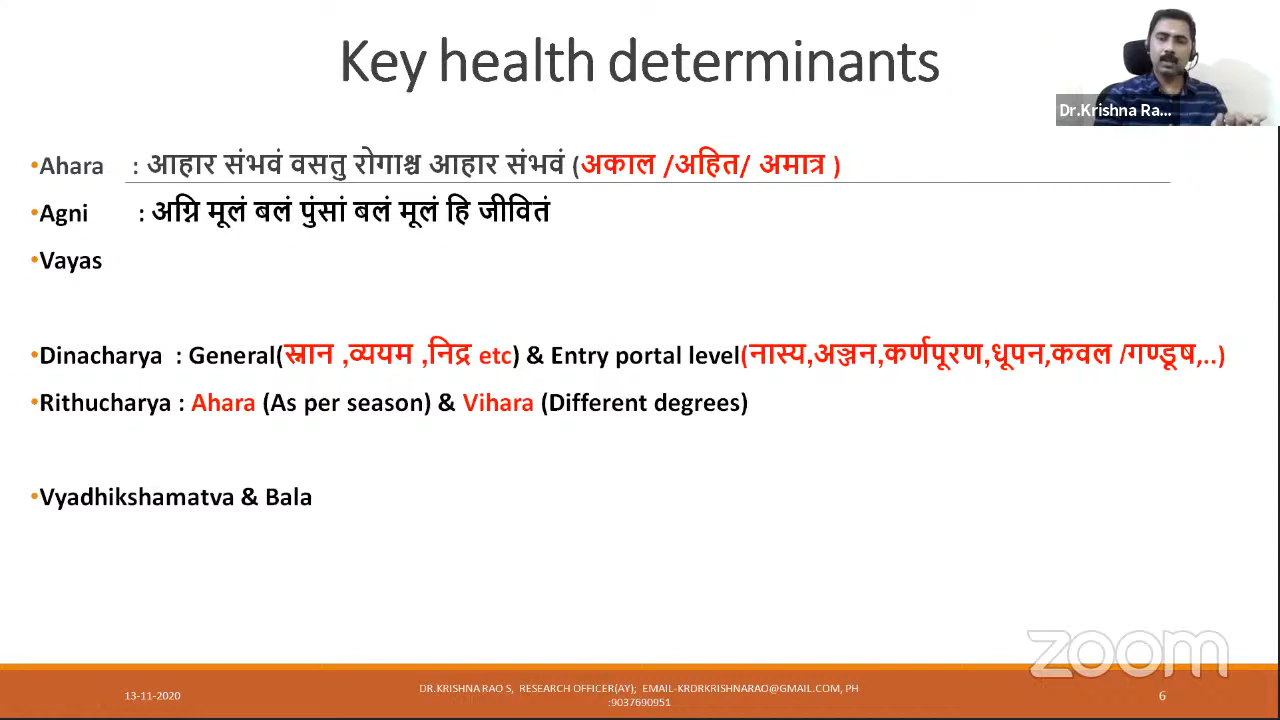 Key health determinants
Dr.Krishna Ra...
•Ahara : आहार संभवं वसतु रोगाश्च आहार संभवं (अकाल /अहित/ अमात्र )
•Agni : अग्नि मूलं बलं पुंसां बलं मूलं हि जीवितं
•Vayas
•Dinacharya : General(स्नान ,व्ययम ,निद्र etc) & Entry portal level(नास्य,अञ्जन,कर्णपूरण,धूपन,कवल /गण्डूष,..)
•Rithucharya : Ahara (As per season) & Vihara (Different degrees)
•Vyadhikshamatva & Bala
zoom
13-11-2020
DR.KRISHNA RAO S, RESEARCH OFFICER(AY); EMAIL-KRDRKRISHNARAO@GMAIL.COM, PH
:9037690951
6